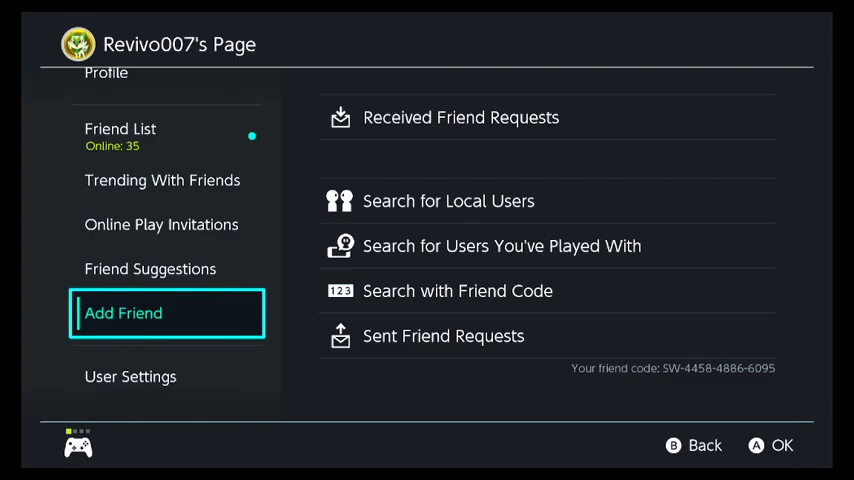 Revivo007's Page
Profile
Friend List
Online: 35
Trending With Friends
Online Play Invitations
Friend Suggestions
Add Friend
User Settings
Received Friend Requests
Search for Local Users
Search for Users You've Played With
123 Search with Friend Code
Sent Friend Requests
Your friend code: SW-4458-4886-6095
B Back
A OK